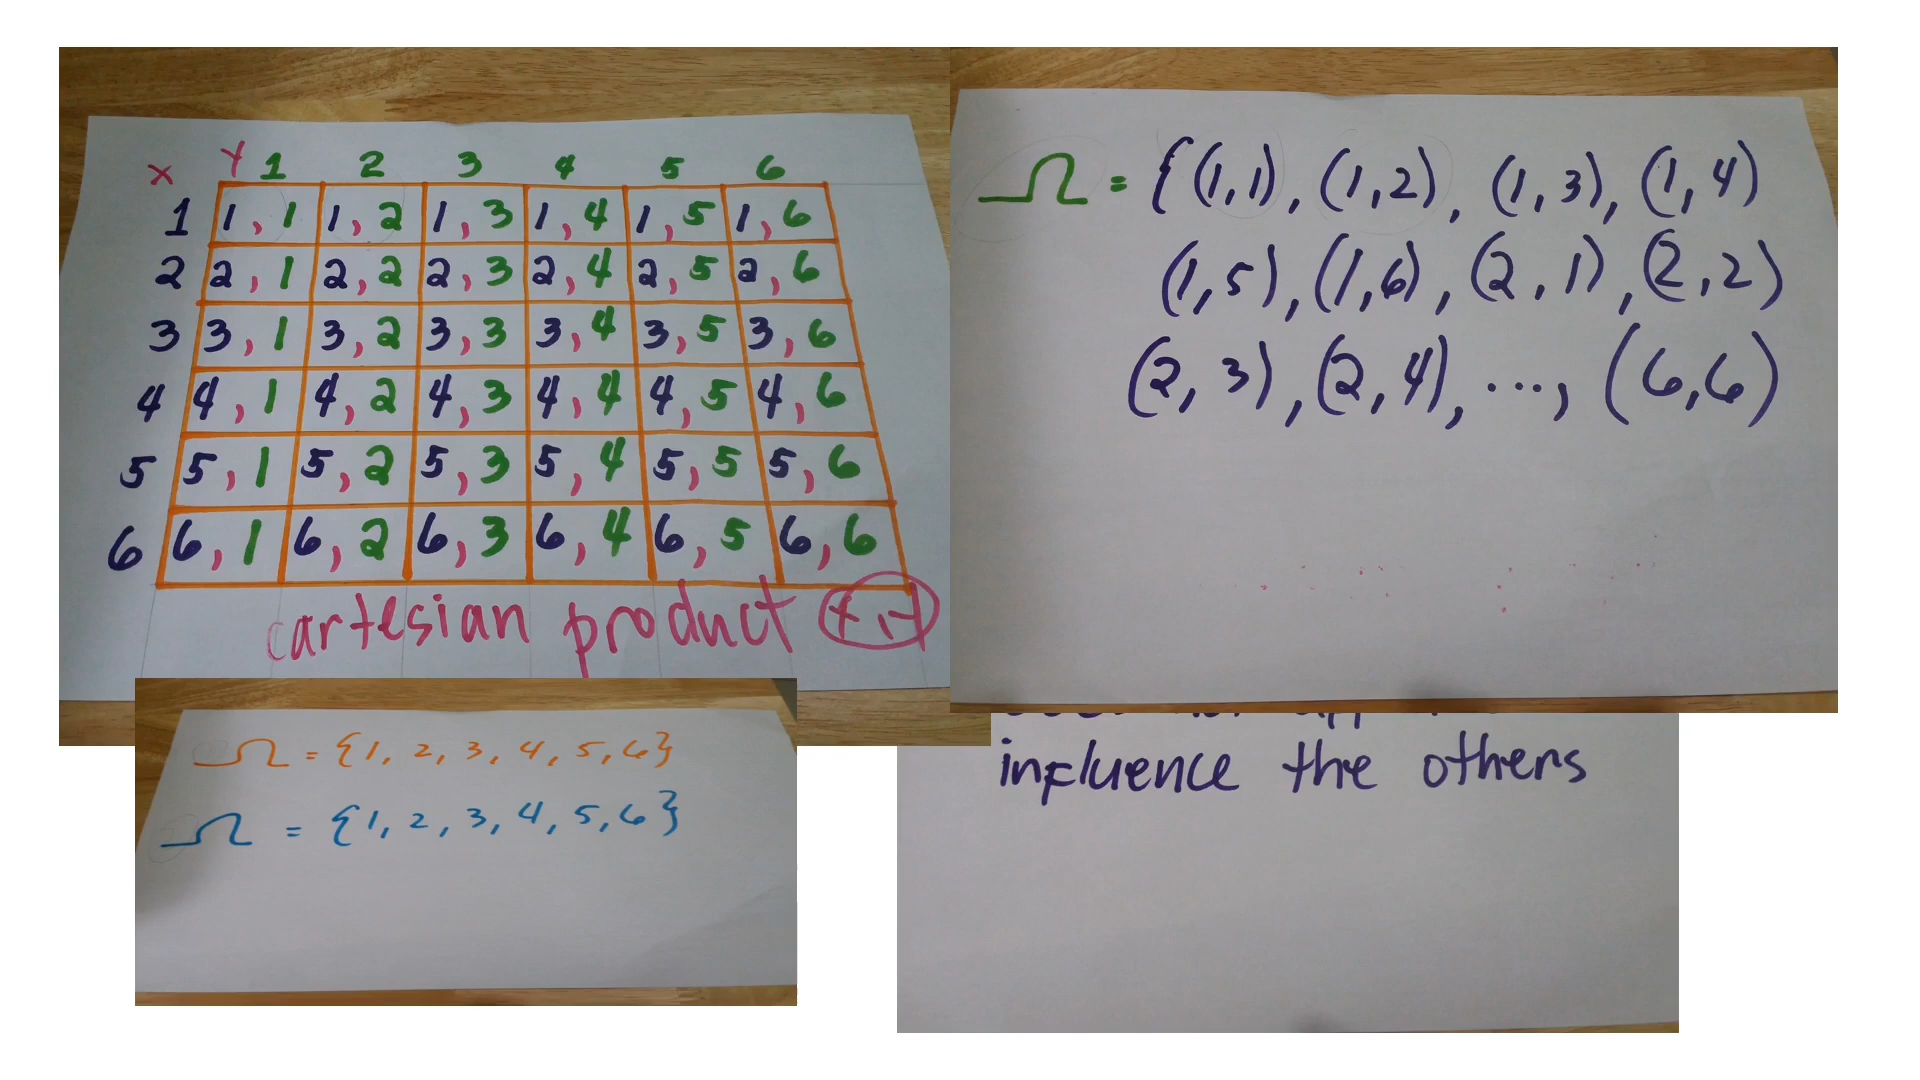 X Y 1 2 3 4 5 6
1 1,1 1,2 1,3 1,4 1,5 1,6
2 2,1 2,2 2,3 2,4 2,5 2,6
3 3,1 3,2 3,3 3,4 3,5 3,6
4 4,1 4,2 4,3 4,4 4,5 4,6
5 5,1 5,2 5,3 5,4 5,5 5,6
6 6,1 6,2 6,3 6,4 6,5 6,6
cartesian product
Ω = {(1,1), (1,2), (1,3), (1,4)
(1,5), (1,6), (2,1), (2,2)
(2,3), (2,4), ..., (6,6)
Ω = {1, 2, 3, 4, 5, 6}
Ω = {1, 2, 3, 4, 5, 6}
influence the others